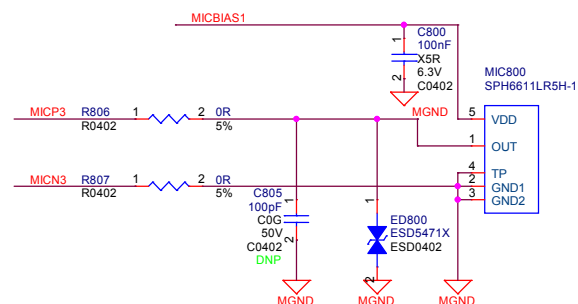 MICBIAS1
C800
100nF
X5R
6.3V
C0402
1
2
MGND
MIC800
SPH6611LR5H-1
5
VDD
1
OUT
4
TP
2
GND1
3
GND2
MICP3
R806
R0402
1
2
0R
5%
MICN3
R807
R0402
1
2
0R
5%
C805
100pF
C0G
50V
C0402
DNP
1
2
ED800
ESD5471X
ESD0402
1
2
MGND
MGND
MGND